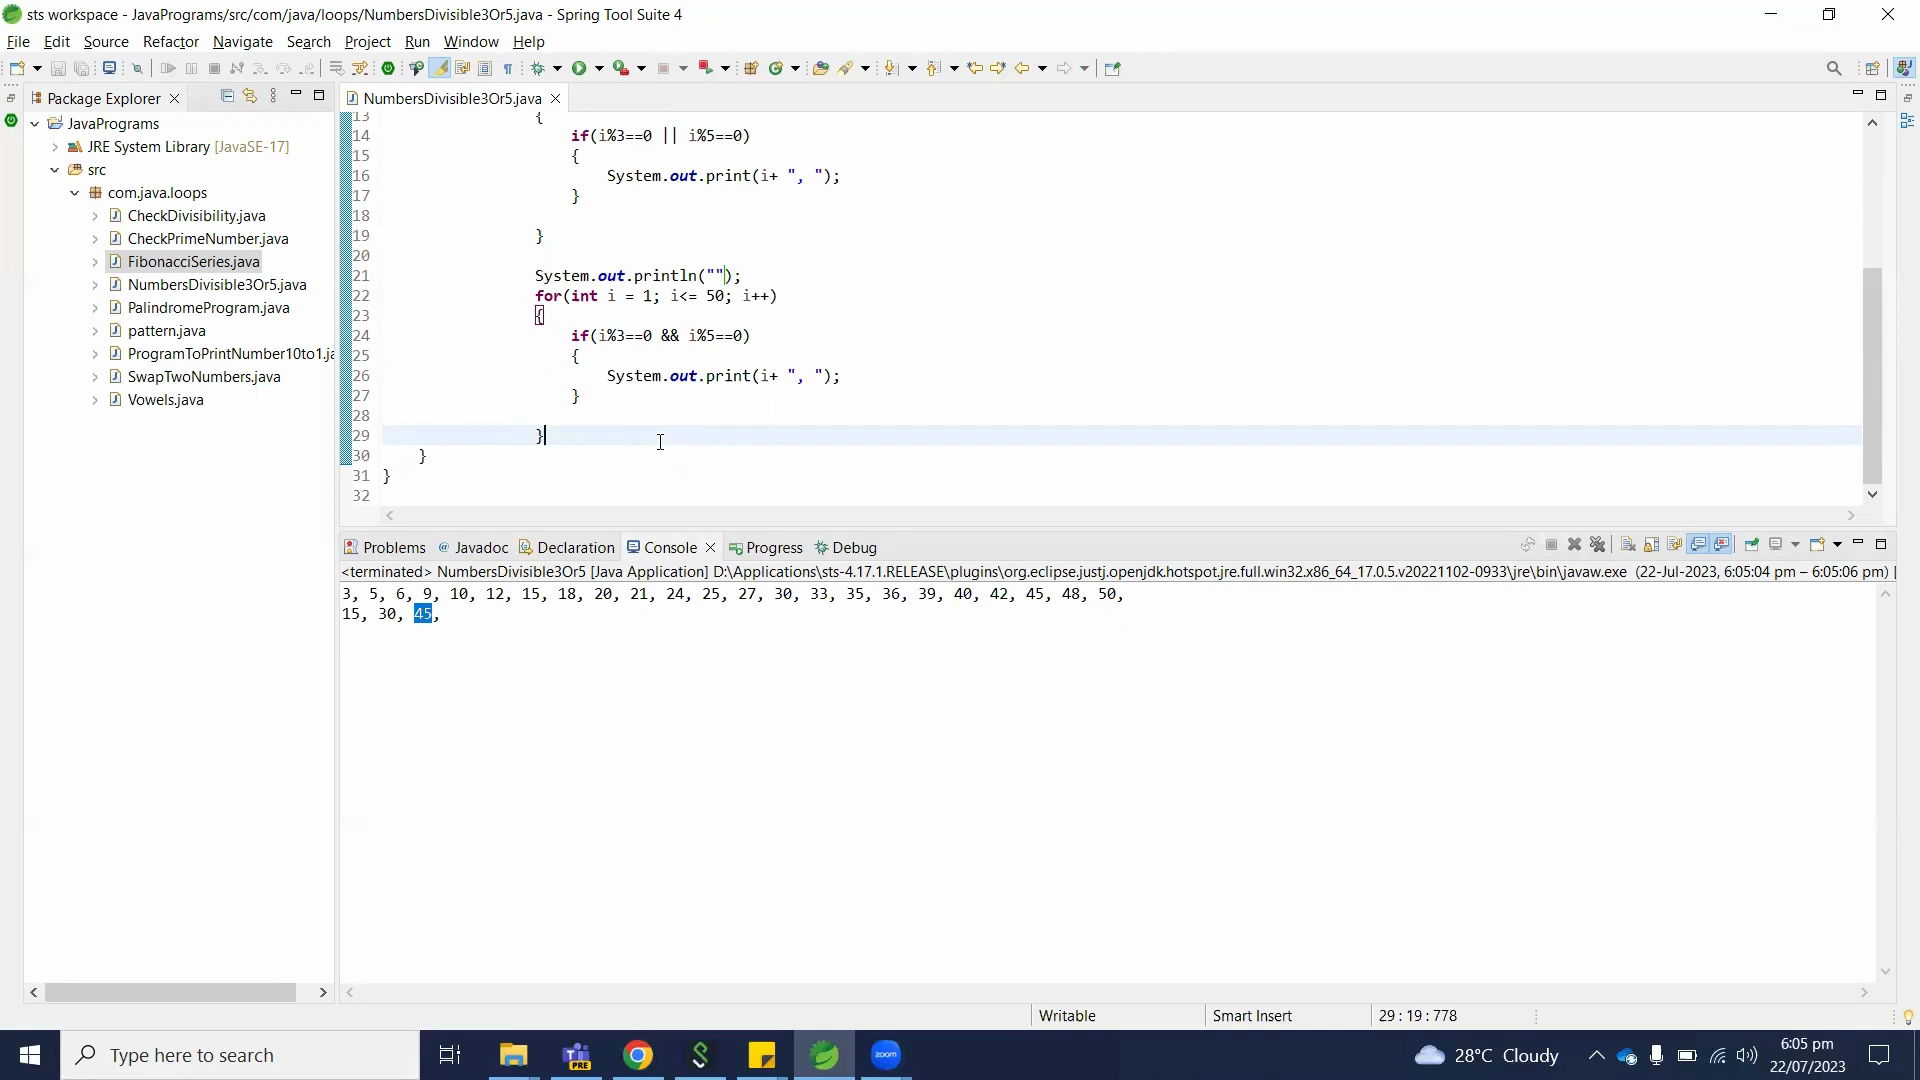 sts workspace - JavaPrograms/src/com/java/loops/NumbersDivisible3Or5.java - Spring Tool Suite 4
File Edit Source Refactor Navigate Search Project Run Window Help
Package Explorer
JavaPrograms
JRE System Library [JavaSE-17]
src
com.java.loops
CheckDivisibility.java
CheckPrimeNumber.java
FibonacciSeries.java
NumbersDivisible3Or5.java
PalindromeProgram.java
pattern.java
ProgramToPrintNumber10to1.ja
SwapTwoNumbers.java
Vowels.java
NumbersDivisible3Or5.java
13 {
14 if(i%3==0 || i%5==0)
15 {
16 System.out.print(i+ ", ");
17 }
18
19 }
20
21 System.out.println("");
22 for(int i = 1; i<= 50; i++)
23 {
24 if(i%3==0 && i%5==0)
25 {
26 System.out.print(i+ ", ");
27 }
28
29 }
30 }
31 }
32
Problems Javadoc Declaration Console Progress Debug
<terminated> NumbersDivisible3Or5 [Java Application] D:\Applications\sts-4.17.1.RELEASE\plugins\org.eclipse.justj.openjdk.hotspot.jre.full.win32.x86_64_17.0.5.v20221102-0933\jre\bin\javaw.exe (22-Jul-2023, 6:05:04 pm – 6:05:06 pm) [
3, 5, 6, 9, 10, 12, 15, 18, 20, 21, 24, 25, 27, 30, 33, 35, 36, 39, 40, 42, 45, 48, 50,
15, 30, 45,
Writable Smart Insert 29 : 19 : 778
Type here to search
PRE
zoom
28°C Cloudy
6:05 pm
22/07/2023